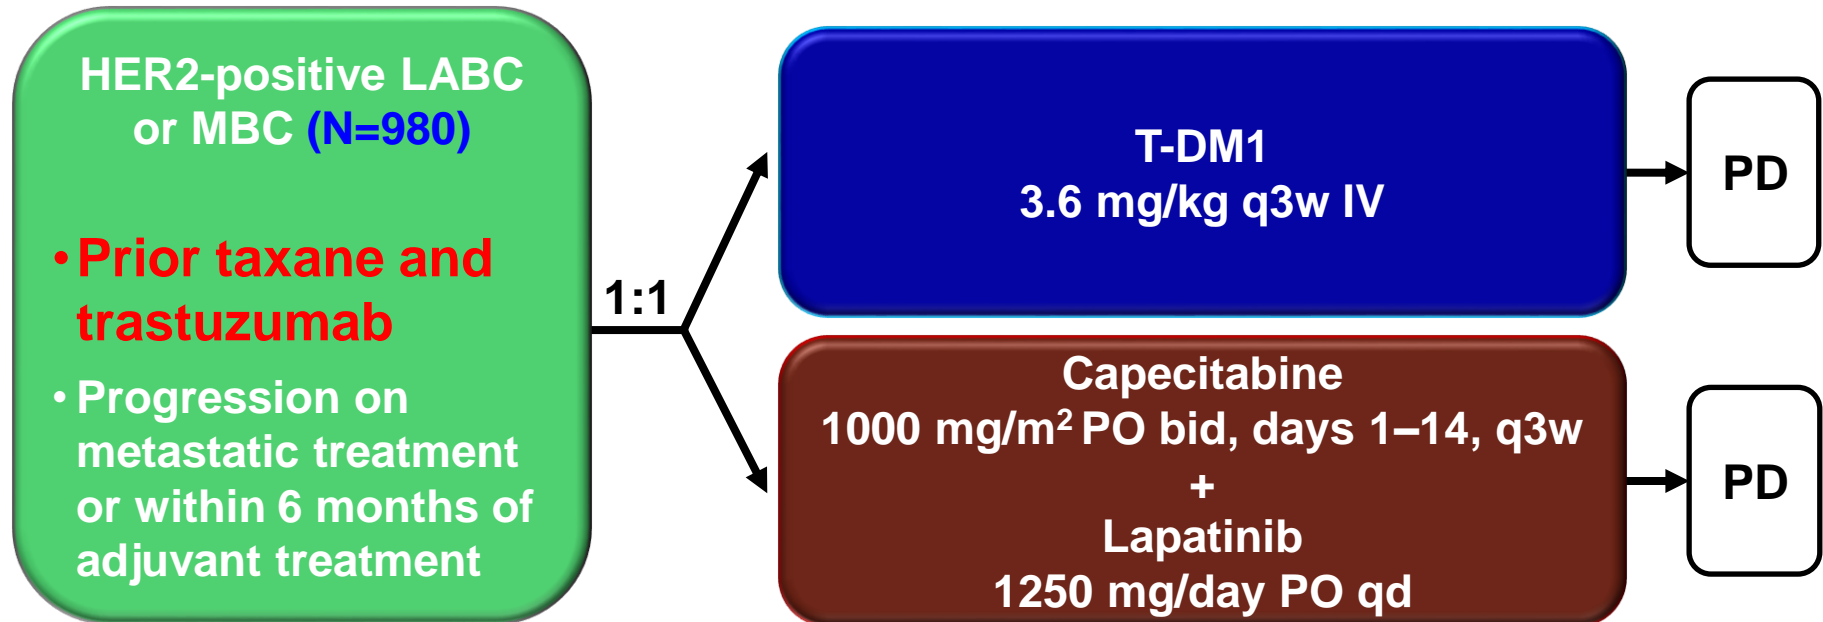 HER2-positive LABC
or MBC (N=980)
•Prior taxane and
trastuzumab
• Progression on
metastatic treatment
or within 6 months of
adjuvant treatment
1:1
T-DM1
3.6 mg/kg q3w IV
PD
Capecitabine
1000 mg/m² PO bid, days 1–14, q3w
+
Lapatinib
1250 mg/day PO qd
PD